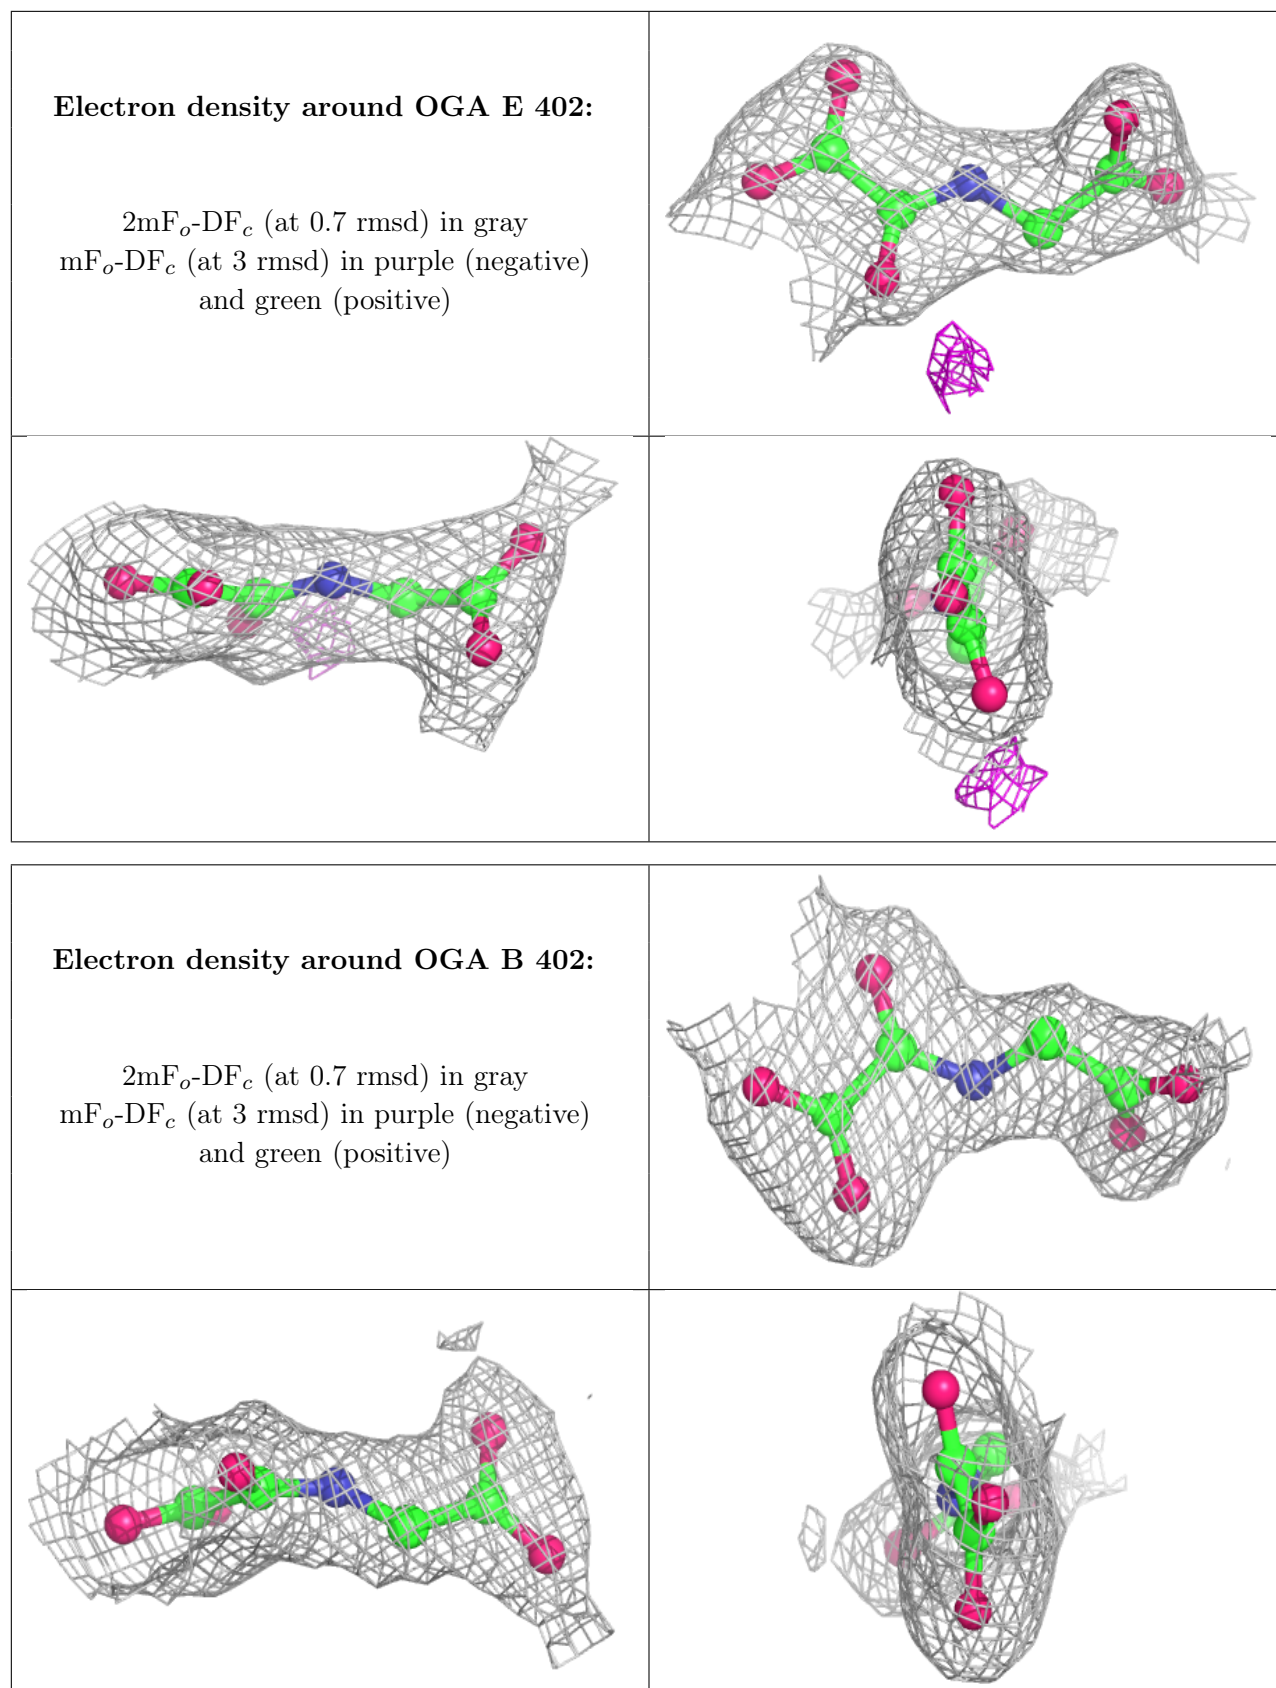 Electron density around OGA E 402:
2mFo-DFc (at 0.7 rmsd) in gray
mFo-DFc (at 3 rmsd) in purple (negative)
and green (positive)
Electron density around OGA B 402:
2mFo-DFc (at 0.7 rmsd) in gray
mFo-DFc (at 3 rmsd) in purple (negative)
and green (positive)